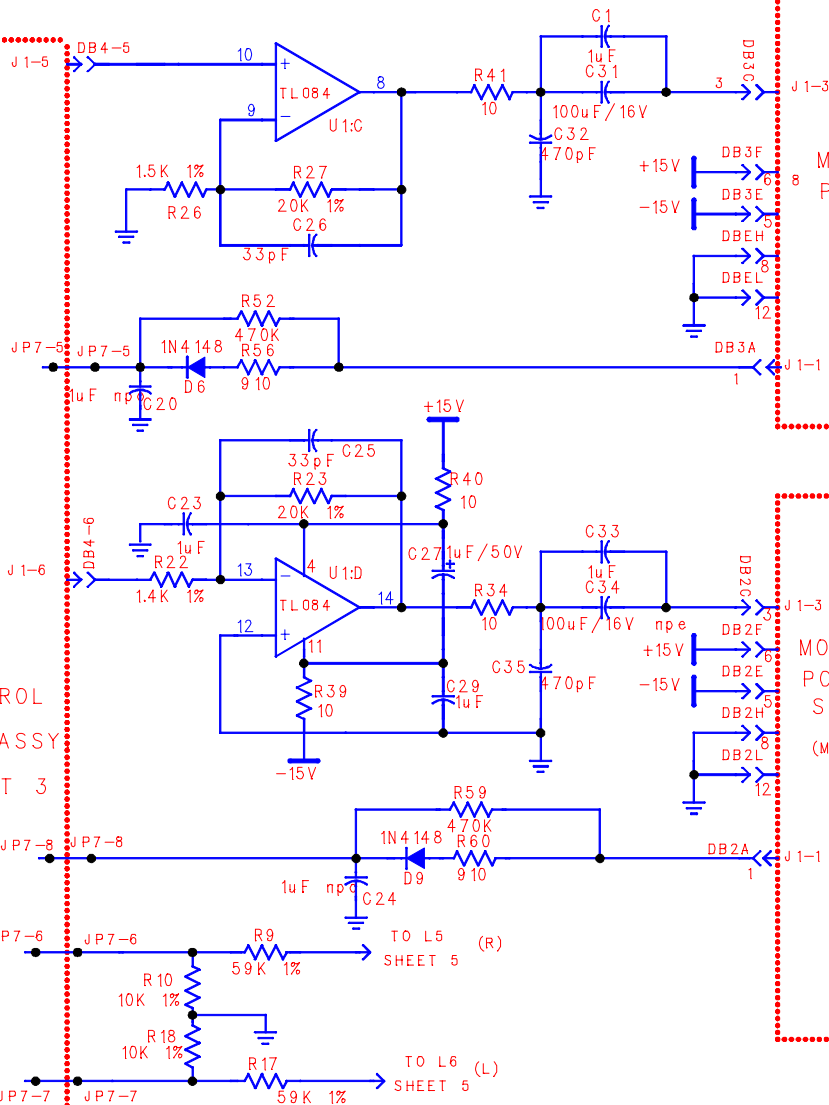 C1
DB4-5
1uF
J1-5
10
+
8
R41
C31
DB3C
3
J1-3
TL084
10
100uF/16V
9
−
U1:C
C32
470pF
1.5K 1%
R27
DB3F
+15V
6
8
R26
20K 1%
DB3E
-15V
5
C26
33pF
DBEH
8
DBEL
12
R52
470K
JP7-5
JP7-5
1N4148
R56
DB3A
1
J1-1
D6
910
1uF npo
C20
+15V
C25
33pF
R40
10
R23
20K 1%
C23
1uF
DB4-6
C33
1uF
C27
1uF/50V
+
DB2C
3
J1-6
R22
1.4K 1%
13
−
4
U1:D
TL084
14
R34
10
C34
100uF/16V
npe
J1-3
12
+
11
DB2F
+15V
6
C35
470pF
DB2E
-15V
5
R39
10
C29
1uF
DB2H
8
DB2L
12
-15V
ROL
ASSY
T 3
MO
PO
S
(M
M
P
R59
470K
JP7-8
JP7-8
1N4148
R60
DB2A
1
J1-1
D9
910
1uF npo
C24
P7-6
JP7-6
R9
59K 1%
TO L5
(R)
SHEET 5
R10
10K 1%
R18
10K 1%
R17
59K 1%
TO L6
(L)
SHEET 5
JP7-7
JP7-7